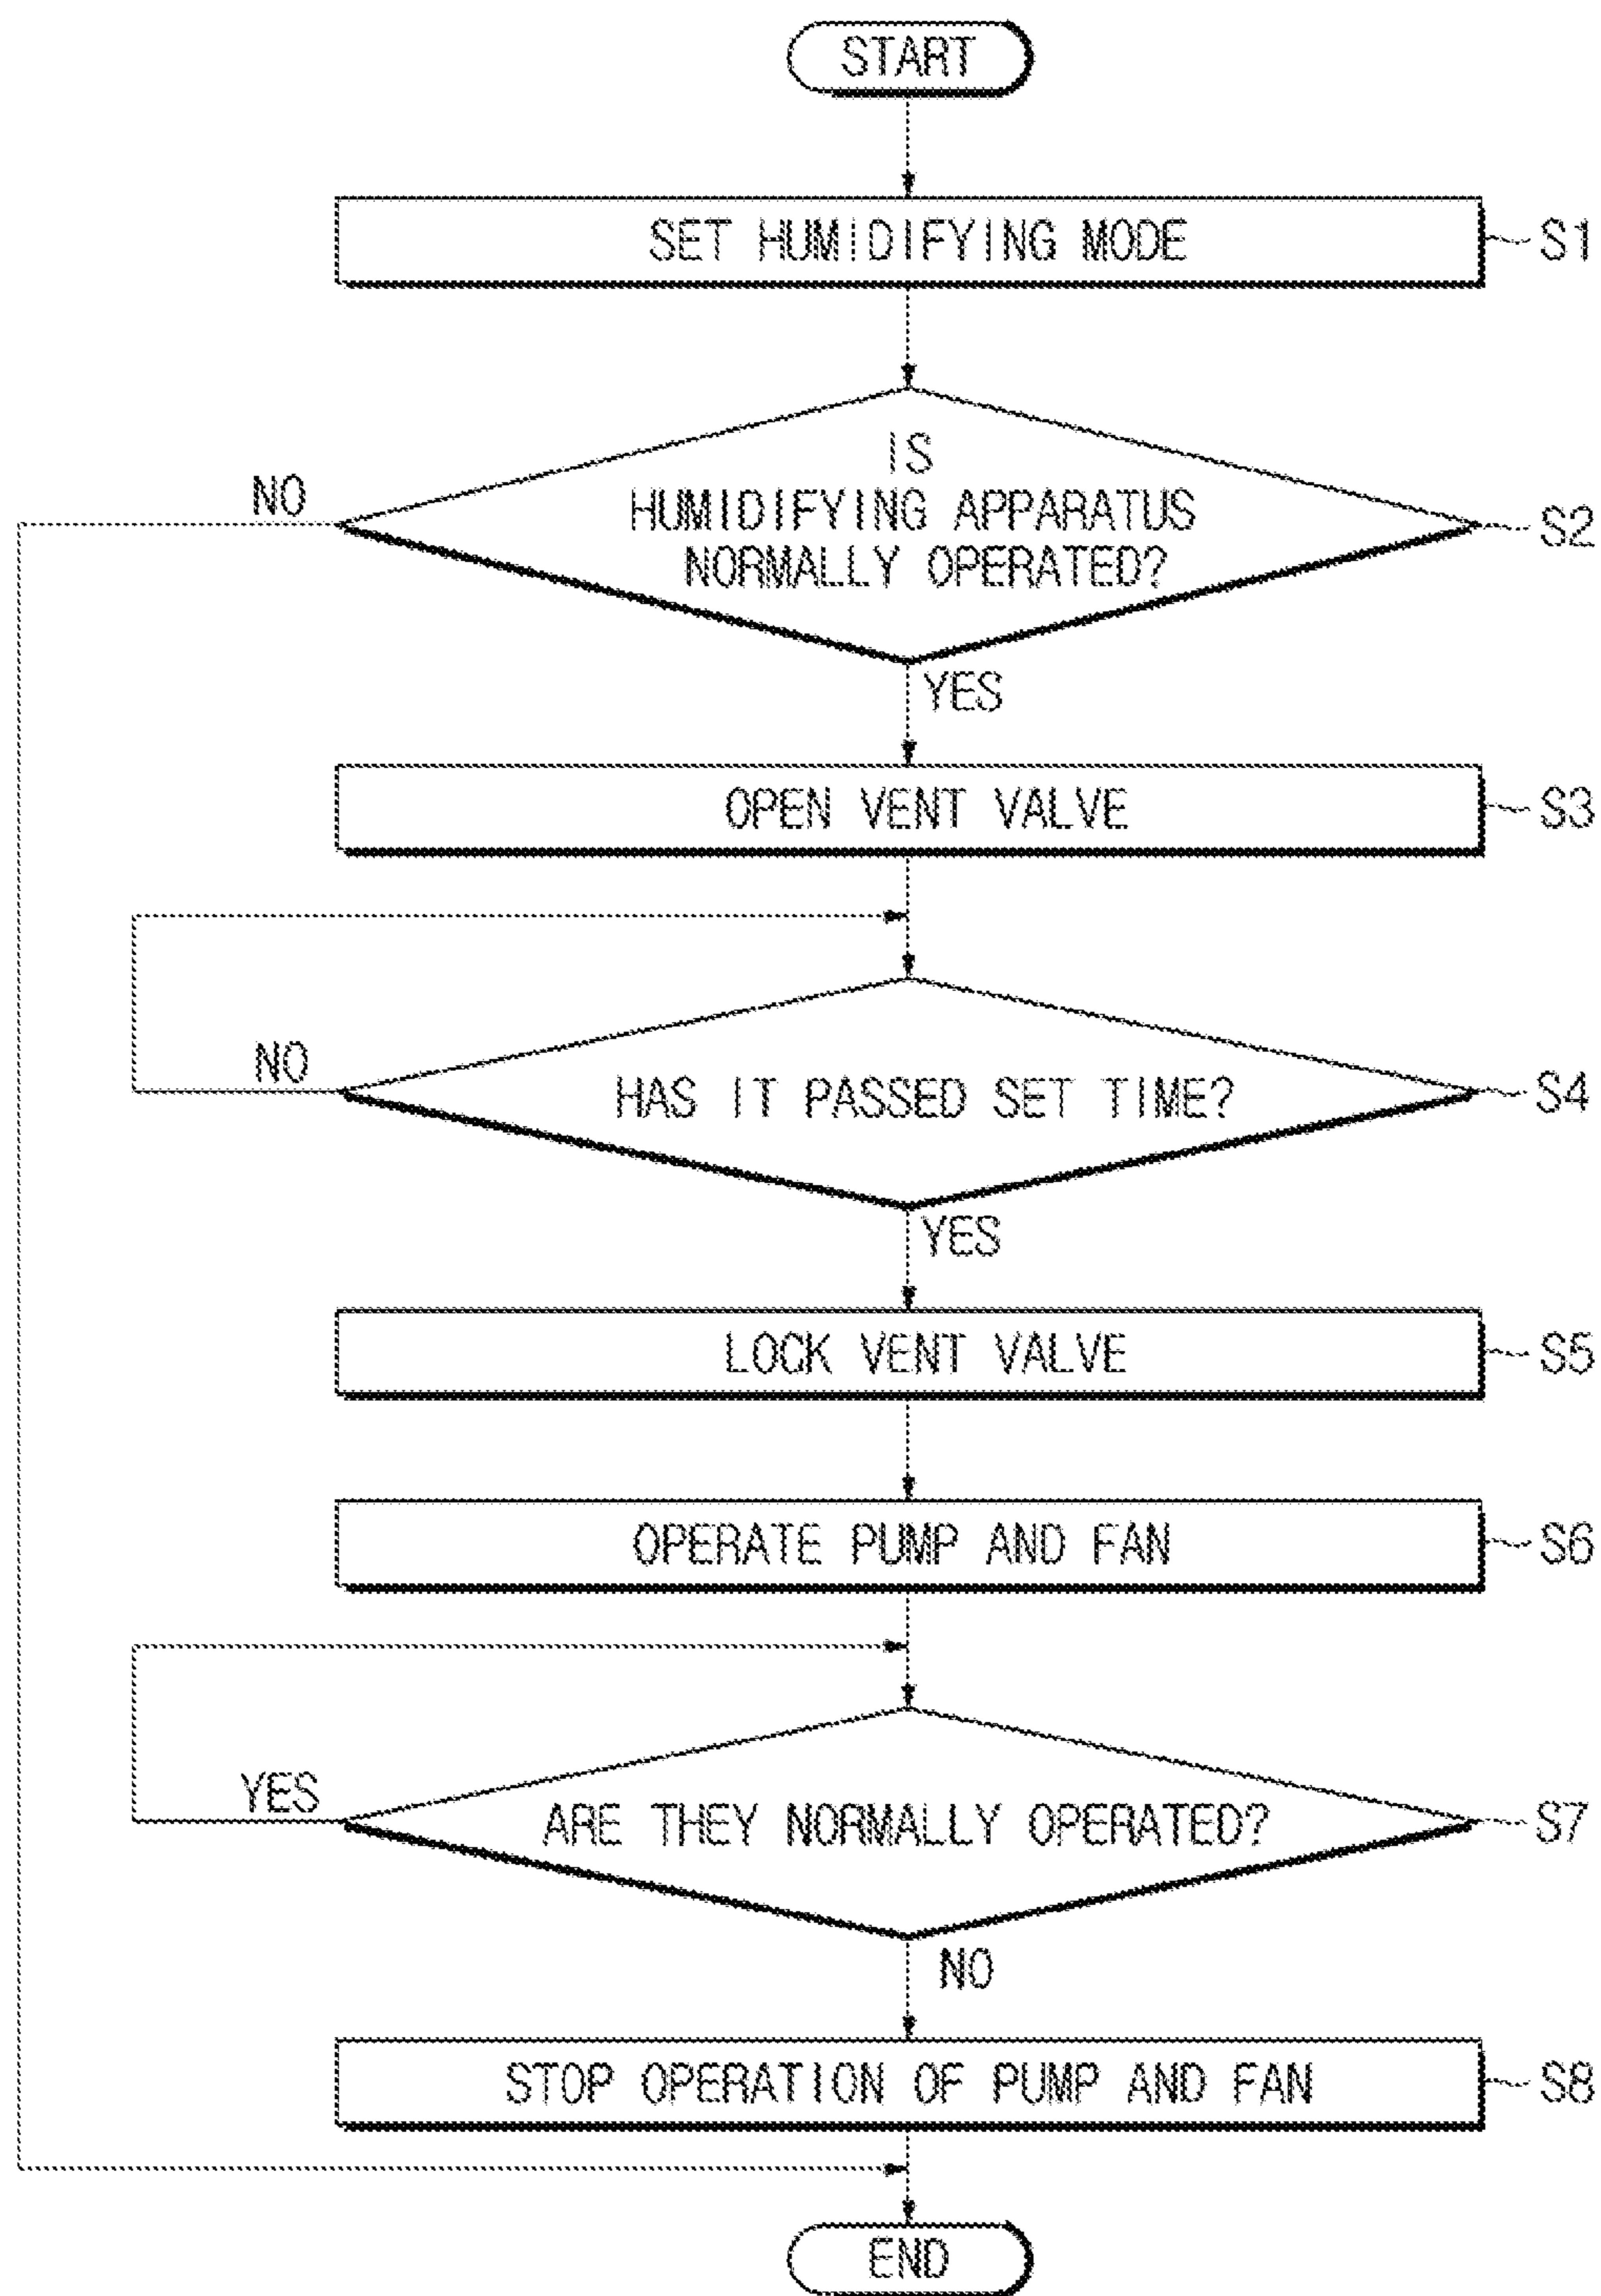 START
SET HUMIDIFYING MODE
S1
IS
HUMIDIFYING APPARATUS
NORMALLY OPERATED?
S2
NO
YES
OPEN VENT VALVE
S3
HAS IT PASSED SET TIME?
S4
NO
YES
LOCK VENT VALVE
S5
OPERATE PUMP AND FAN
S6
ARE THEY NORMALLY OPERATED?
S7
YES
NO
STOP OPERATION OF PUMP AND FAN
S8
END